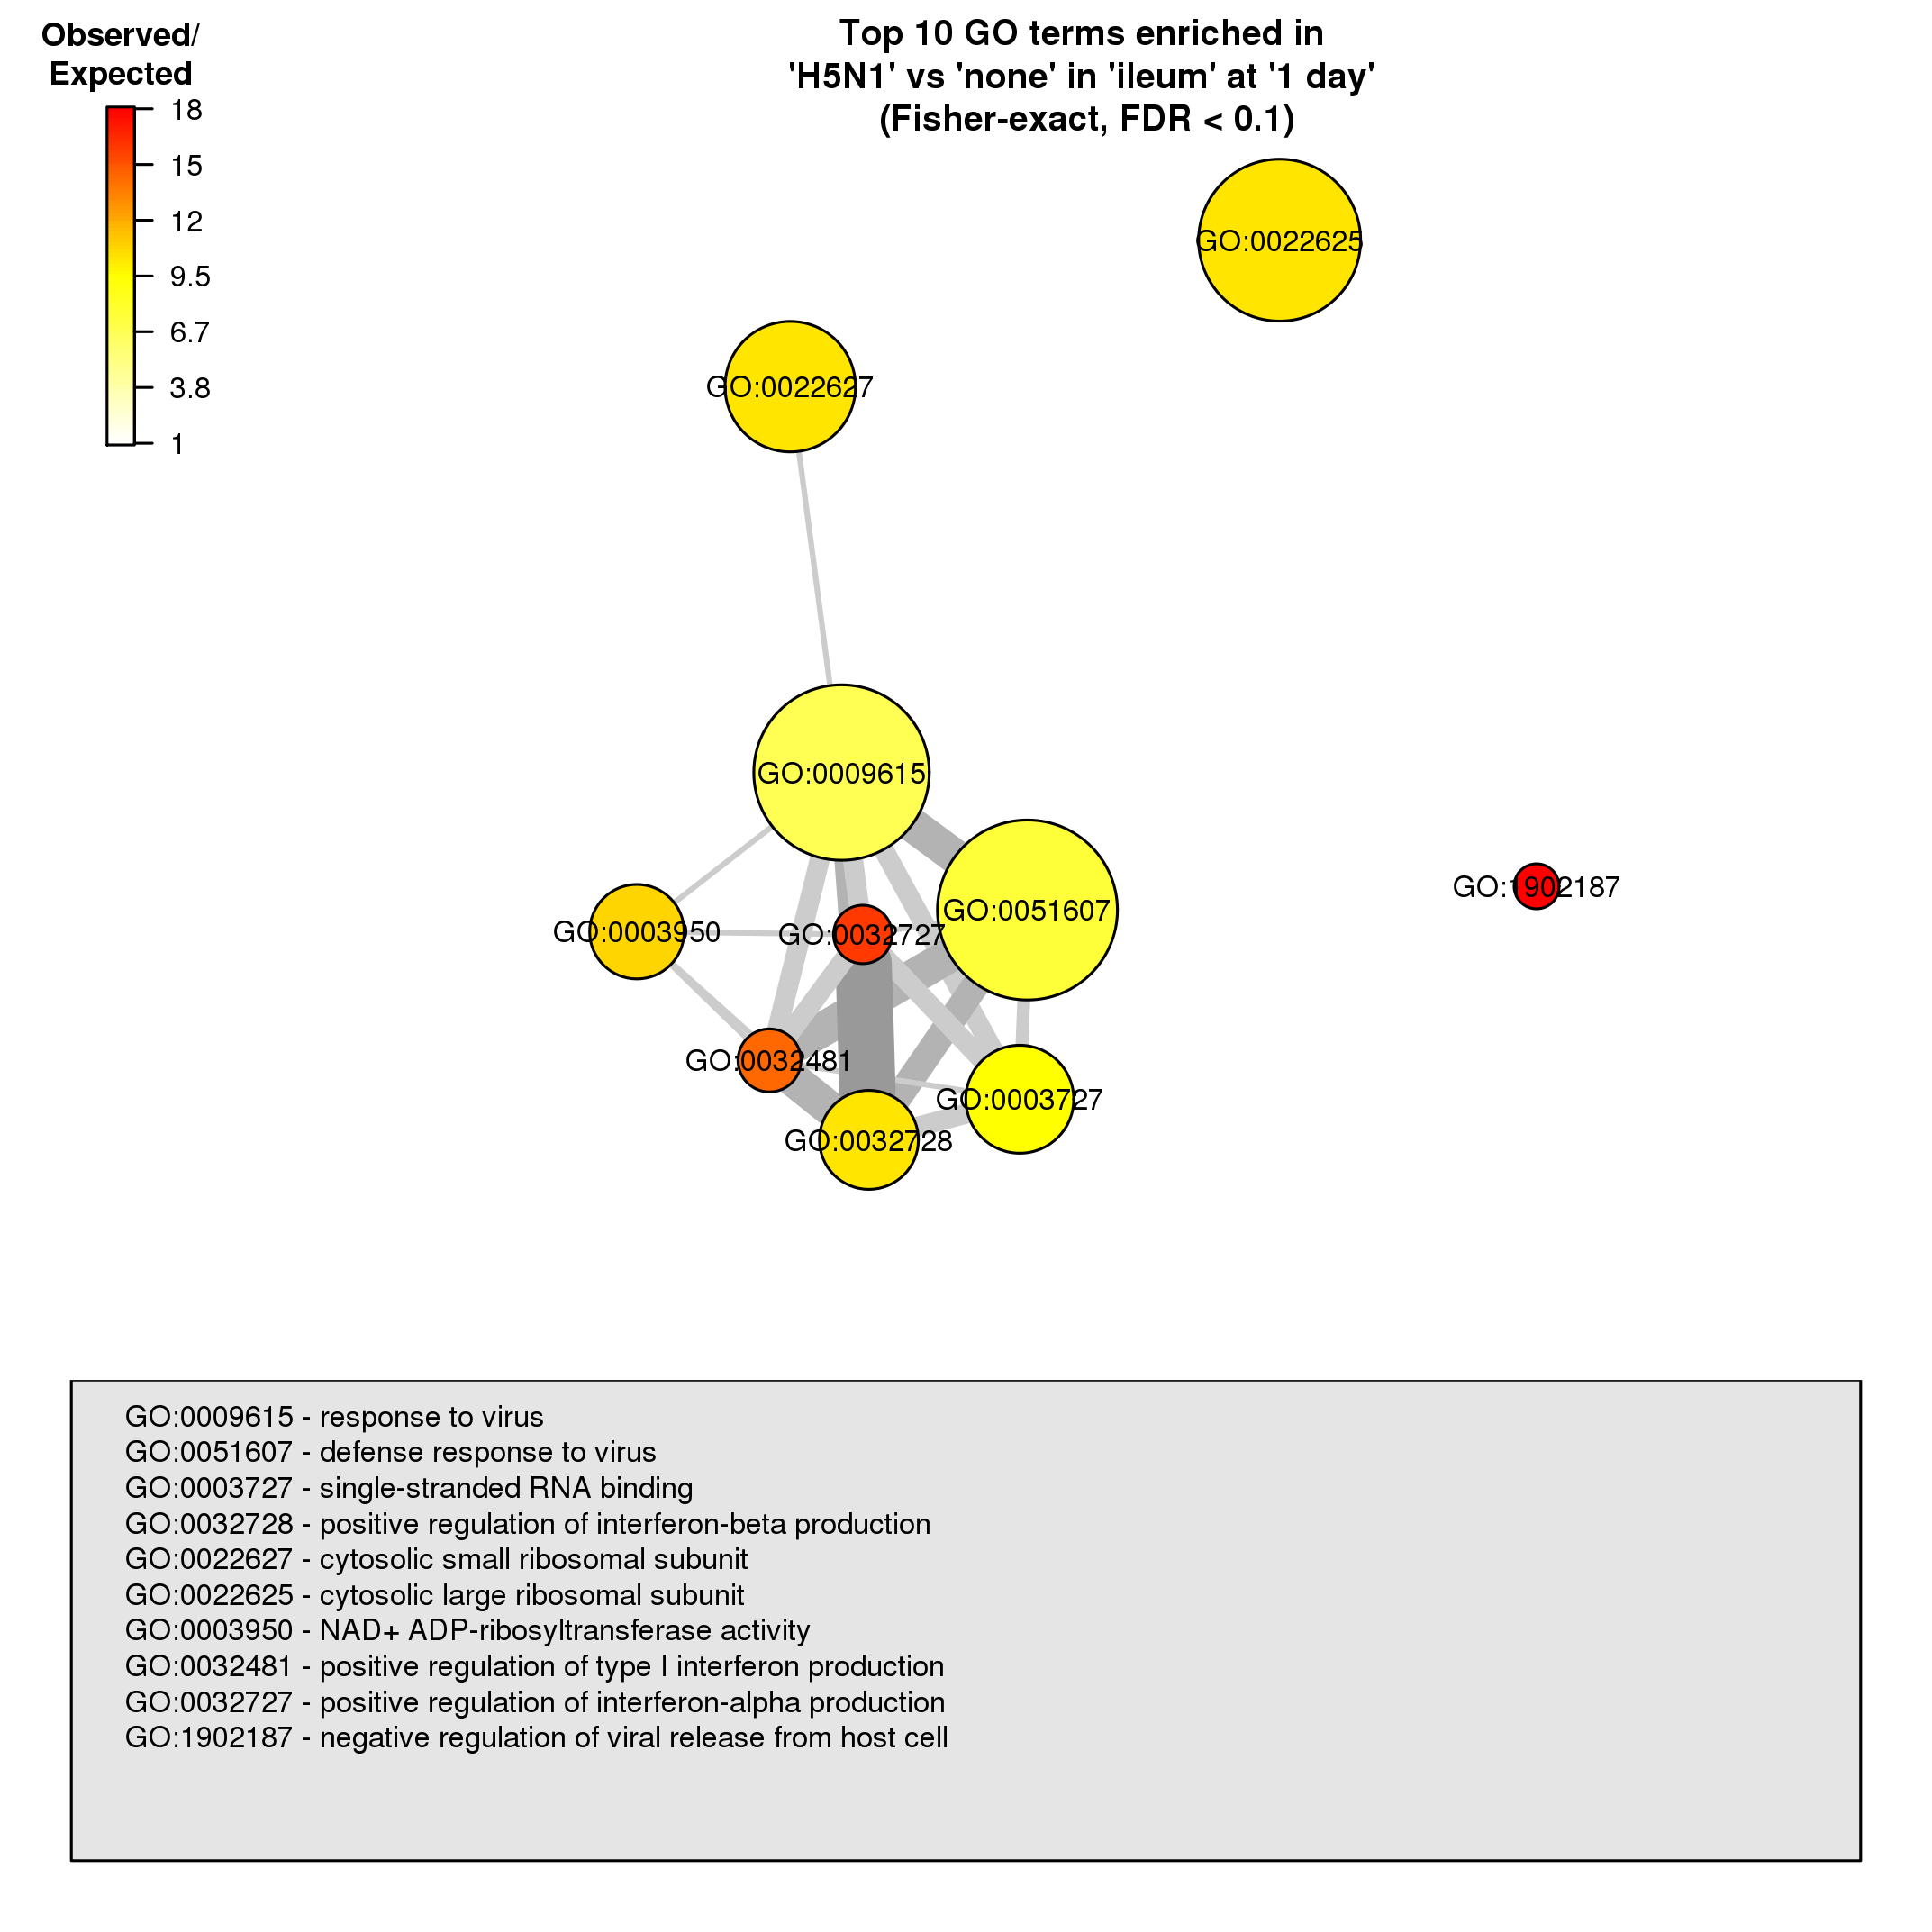 Observed/
Expected
18
15
12
9.5
6.7
3.8
1
Top 10 GO terms enriched in
'H5N1' vs 'none' in 'ileum' at '1 day'
(Fisher-exact, FDR < 0.1)
GO:0022625
GO:0022627
GO:0009615
GO:1902187
GO:0051607
GO:0003950
GO:0032727
GO:0032481
GO:0003727
GO:0032728
GO:0009615 - response to virus
GO:0051607 - defense response to virus
GO:0003727 - single-stranded RNA binding
GO:0032728 - positive regulation of interferon-beta production
GO:0022627 - cytosolic small ribosomal subunit
GO:0022625 - cytosolic large ribosomal subunit
GO:0003950 - NAD+ ADP-ribosyltransferase activity
GO:0032481 - positive regulation of type I interferon production
GO:0032727 - positive regulation of interferon-alpha production
GO:1902187 - negative regulation of viral release from host cell